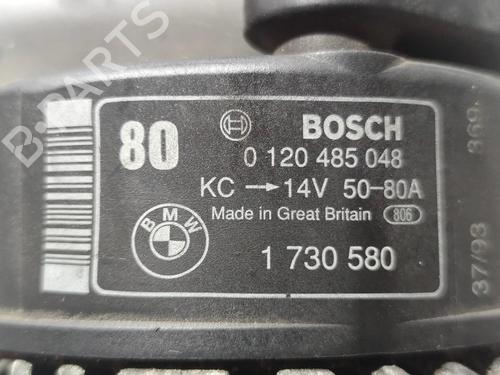 80
BOSCH
0 120 485 048
KC → 14V 50-80A
Made in Great Britain 806
BMW
1 730 580
369
37/93
B-PARTS